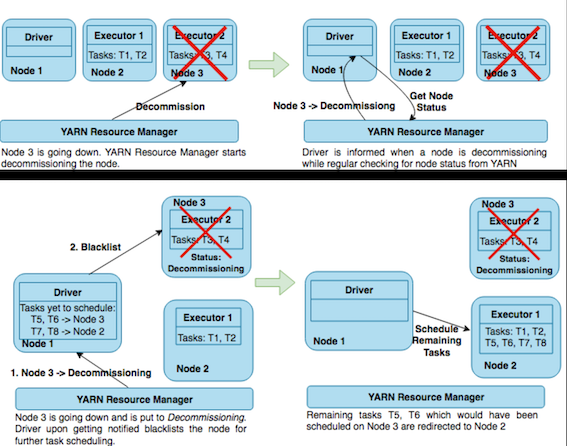 Driver
Node 1
Executor 1
Tasks: T1, T2
Node 2
Executor 2
Tasks: T3, T4
Node 3
Decommission
YARN Resource Manager
Node 3 is going down. YARN Resource Manager starts
decommissioning the node.
Driver
Node 1
Executor 1
Tasks: T1, T2
Node 2
Executor 2
Tasks: T3, T4
Node 3
Node 3 -> Decommissiong
Get Node
Status
YARN Resource Manager
Driver is informed when a node is decommissioning
while regular checking for node status from YARN
Node 3
Executor 2
Tasks: T3, T4
Status:
Decommissioning
2. Blacklist
Driver
Tasks yet to schedule:
T5, T6 -> Node 3
T7, T8 -> Node 2
Node 1
Executor 1
Tasks: T1, T2
Node 2
1. Node 3 -> Decommissioning
YARN Resource Manager
Node 3 is going down and is put to Decommisioning.
Driver upon getting notified blacklists the node for
further task scheduling.
Node 3
Executor 2
Tasks: T3, T4
Status:
Decommissioning
Driver
Node 1
Schedule
Remaining
Tasks
Executor 1
Tasks: T1, T2,
T5, T6, T7, T8
Node 2
YARN Resource Manager
Remaining tasks T5, T6 which would have been
scheduled on Node 3 are redirected to Node 2